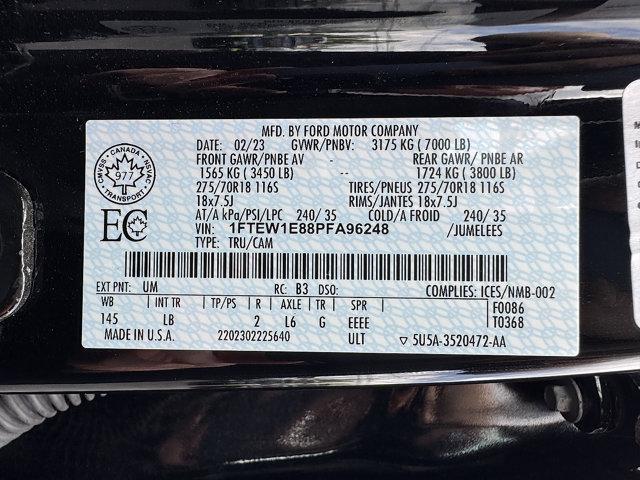 MFD. BY FORD MOTOR COMPANY
DATE: 02/23 GVWR/PNBV: 3175 KG ( 7000 LB)
FRONT GAWR/PNBE AV - REAR GAWR/ PNBE AR
1565 KG ( 3450 LB) -- 1724 KG ( 3800 LB)
275/70R18 116S TIRES/PNEUS 275/70R18 116S
18x7.5J RIMS/JANTES 18x7.5J
AT/A kPa/PSI/LPC 240/ 35 COLD/A FROID 240/ 35
VIN: 1FTEW1E88PFA96248 /JUMELEES
TYPE: TRU/CAM
CANADA
CMVSS NSVAC
977
TRANSPORT
EC
EXT PNT: UM RC: B3 DSO: COMPLIES: ICES/NMB-002
WB INT TR TP/PS R AXLE TR SPR F0086
145 LB 2 L6 G EEEE T0368
MADE IN U.S.A. 2202302225640 ULT 5U5A-3520472-AA